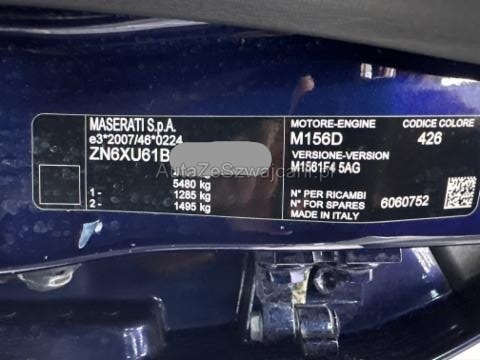 MASERATI S.p.A.
e3*2007/46*0224
ZN6XU61B
5480 kg
1 - 1285 kg
2 - 1495 kg
MOTORE-ENGINE
M156D
VERSIONE-VERSION
M1561F4 5AG
CODICE COLORE
426
N° PER RICAMBI
N° FOR SPARES 6060752
MADE IN ITALY
AutaZeSzwajcarii.pl